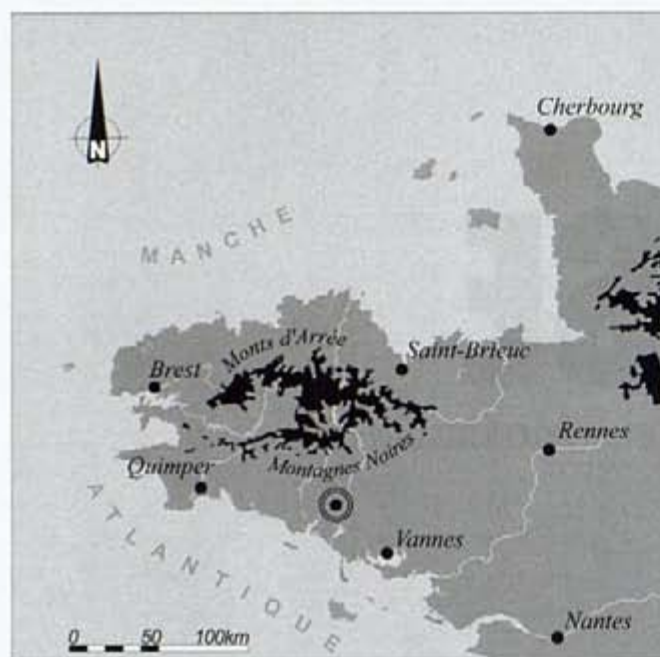 Cherbourg
N
MANCHE
Monts d'Arrée
Saint-Brieuc
Brest
Rennes
Montagnes Noires
Quimper
ATLANTIQUE
Vannes
Nantes
0 50 100km